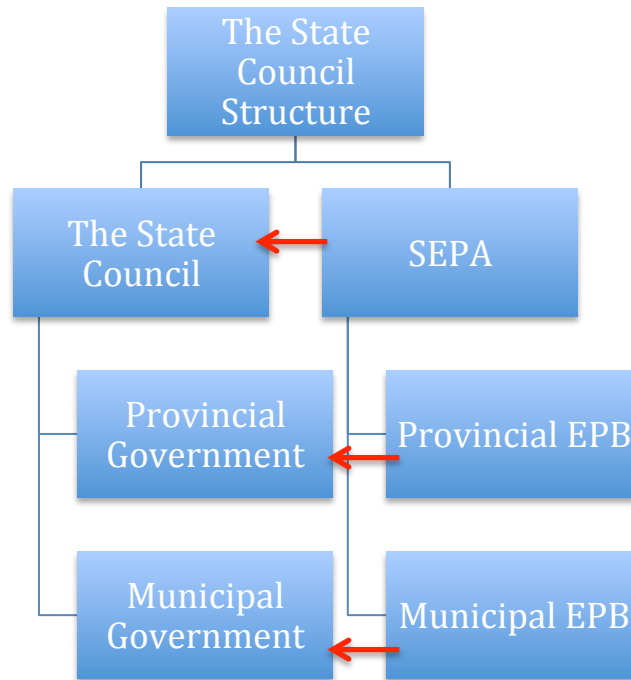 The State
Council
Structure
The State
Council
SEPA
Provincial
Government
Provincial EPB
Municipal
Government
Municipal EPB